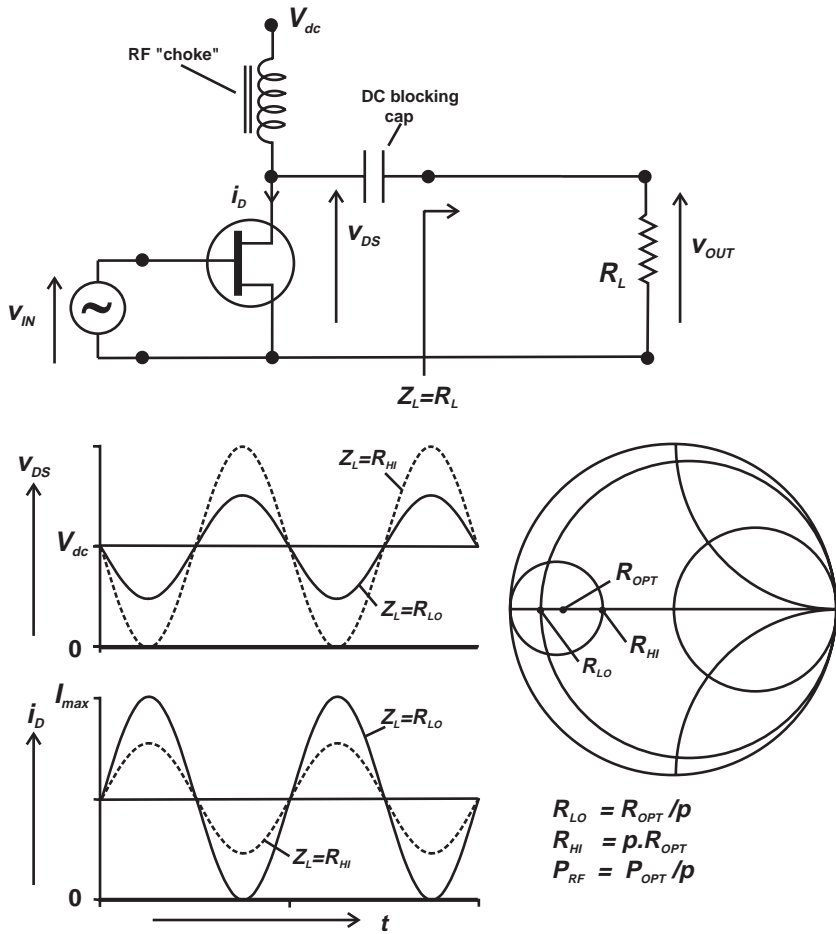 V_dc
RF "choke"
DC blocking
cap
i_D
v_DS
v_IN
~
R_L
v_OUT
Z_L=R_L
v_DS
Z_L=R_HI
V_dc
Z_L=R_LO
0
R_OPT
R_LO
R_HI
I_max
i_D
Z_L=R_LO
Z_L=R_HI
0
t
R_LO = R_OPT /p
R_HI = p.R_OPT
P_RF = P_OPT /p